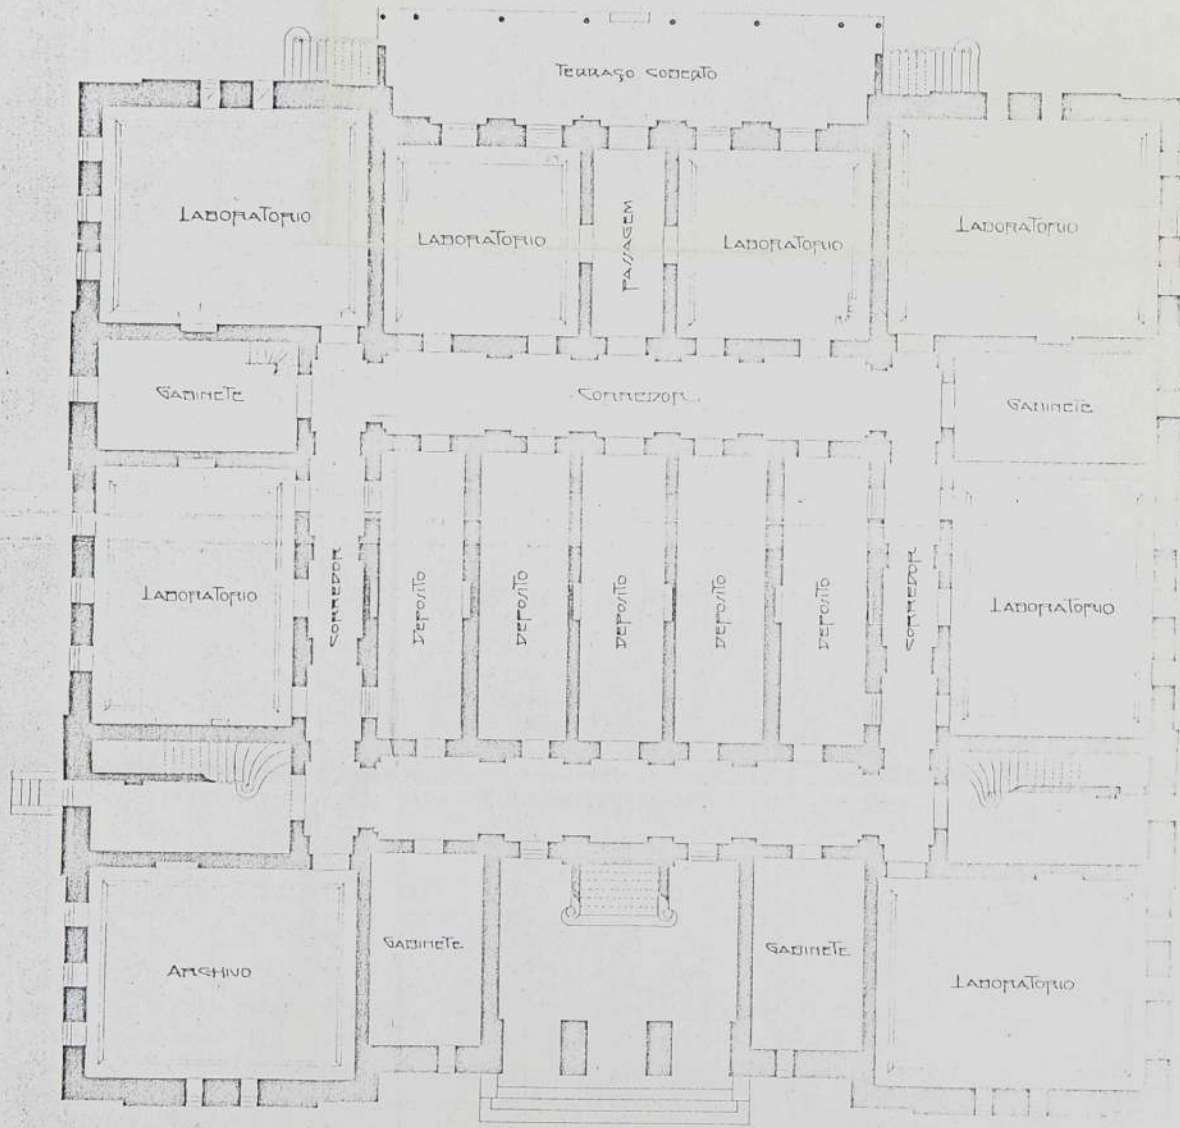 TERRAÇO COBERTO
LABORATORIO
LABORATORIO
PASSAGEM
LABORATORIO
LABORATORIO
GABINETE
CORREDOR
GABINETE
LABORATORIO
CORREDOR
DEPOSITO
DEPOSITO
DEPOSITO
DEPOSITO
DEPOSITO
CORREDOR
LABORATORIO
ARCHIVO
GABINETE
GABINETE
LABORATORIO